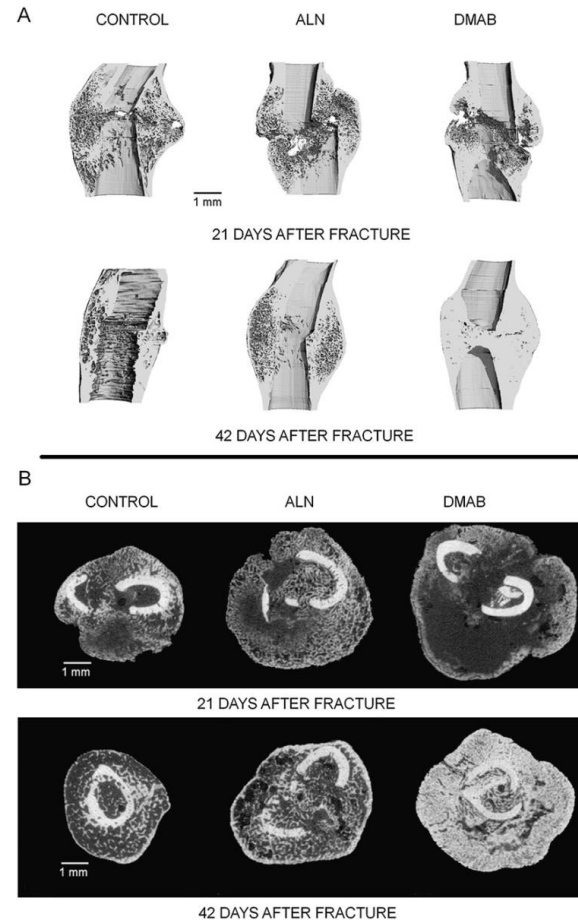 A
CONTROL ALN DMAB
1 mm
21 DAYS AFTER FRACTURE
42 DAYS AFTER FRACTURE
B
CONTROL ALN DMAB
1 mm
21 DAYS AFTER FRACTURE
1 mm
42 DAYS AFTER FRACTURE